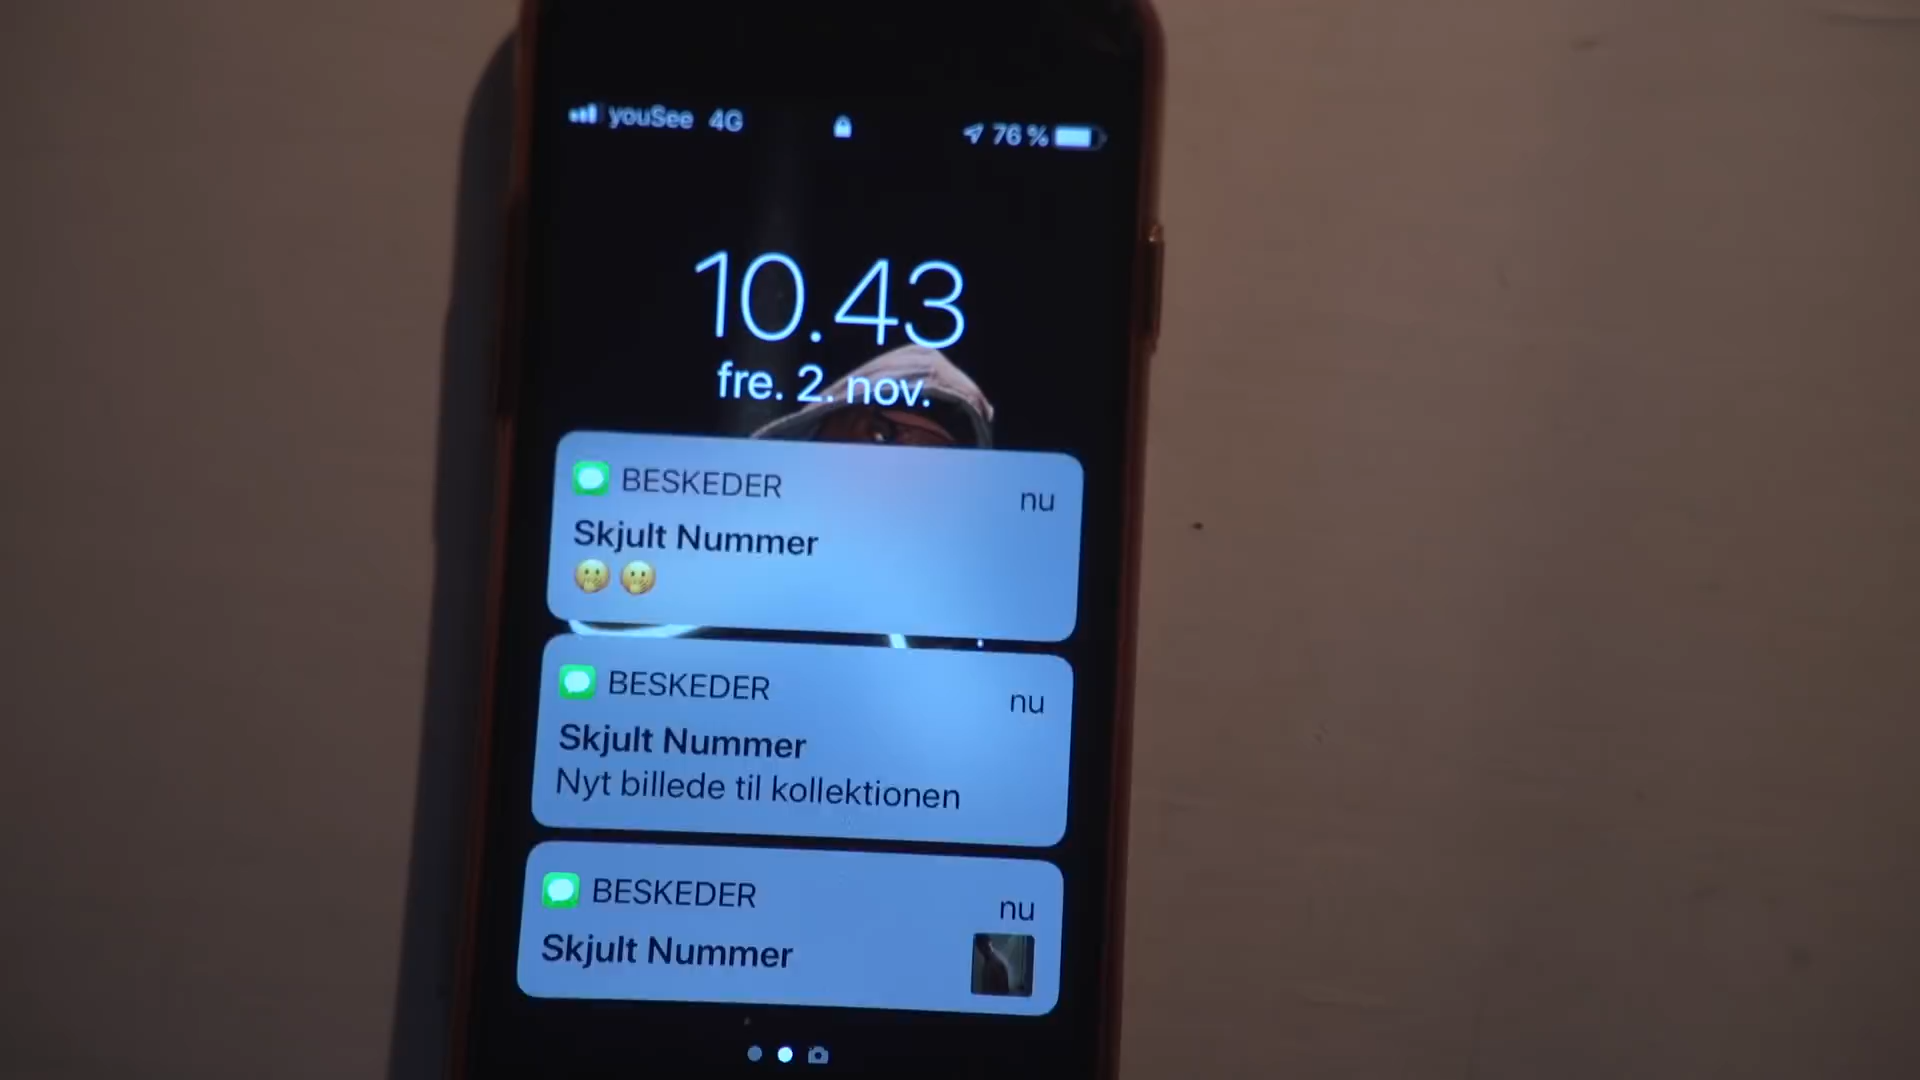 youSee 4G 76 %
10.43
fre. 2. nov.
BESKEDER nu
Skjult Nummer
🫢 🫢
BESKEDER nu
Skjult Nummer
Nyt billede til kollektionen
BESKEDER nu
Skjult Nummer